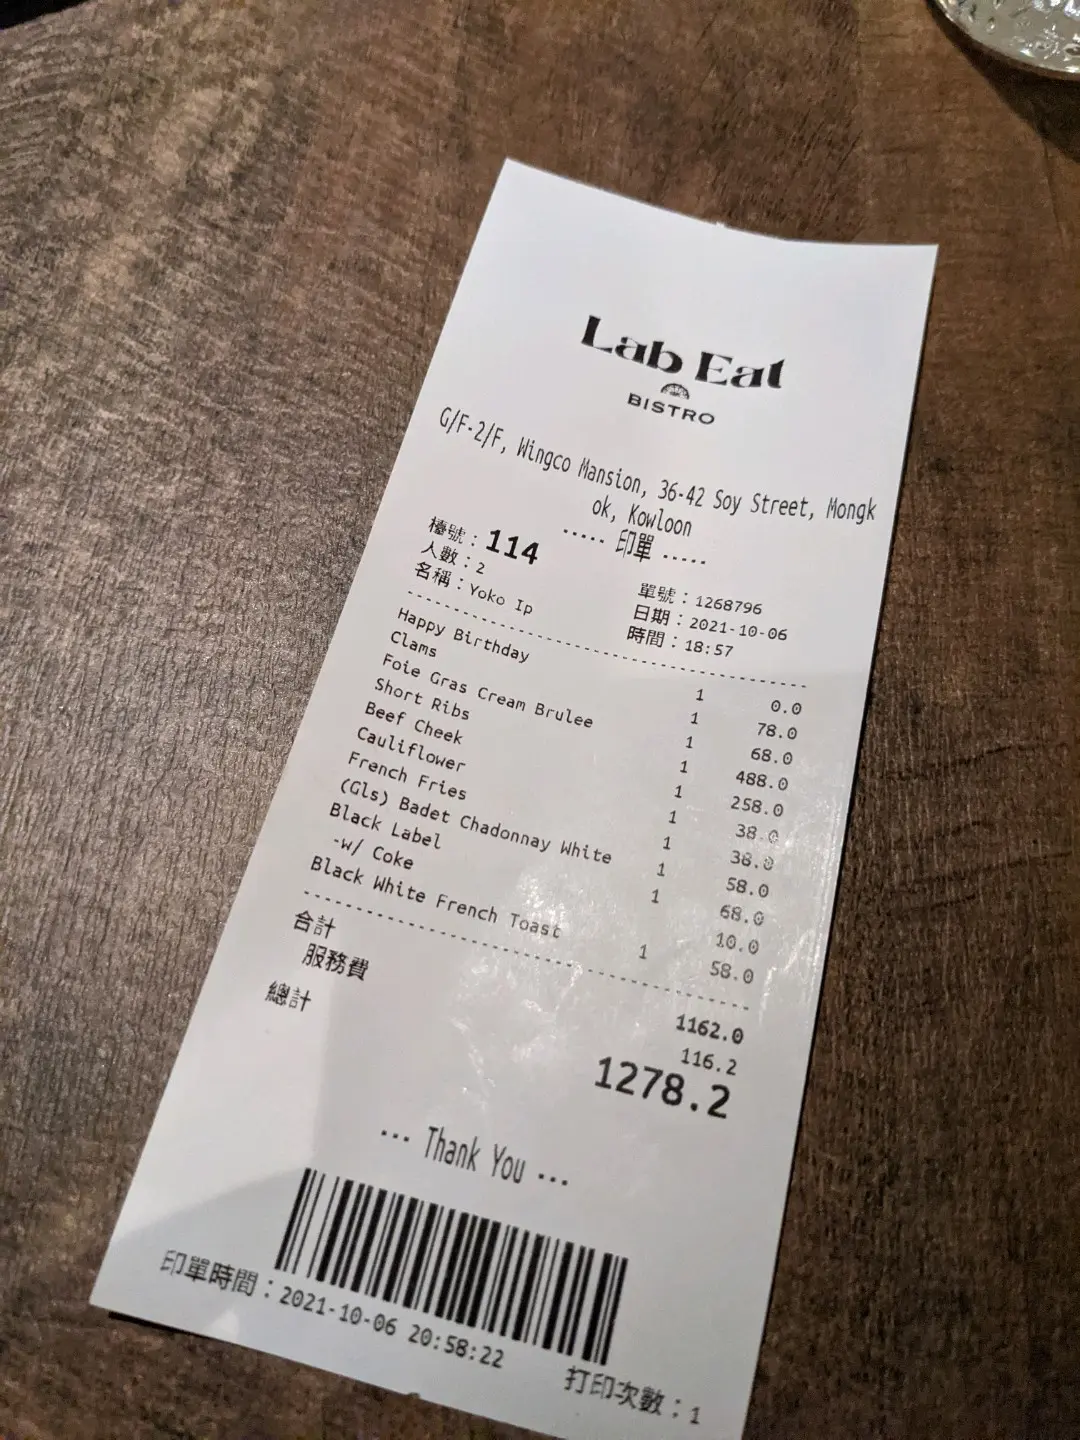 Lab Eat
BISTRO
G/F-2/F, Wingco Mansion, 36-42 Soy Street, Mongk
ok, Kowloon
----- 印單 -----
檯號：114
人數：2
名稱：Yoko Ip
單號：1268796
日期：2021-10-06
時間：18:57
Happy Birthday 1 0.0
Clams 1 78.0
Foie Gras Cream Brulee 1 68.0
Short Ribs 1 488.0
Beef Cheek 1 258.0
Cauliflower 1 38.0
French Fries 1 38.0
(Gls) Badet Chadonnay White 1 58.0
Black Label 1 68.0
-w/ Coke 10.0
Black White French Toast 1 58.0
合計 1162.0
服務費 116.2
總計 1278.2
--- Thank You ---
印單時間：2021-10-06 20:58:22
打印次數：1